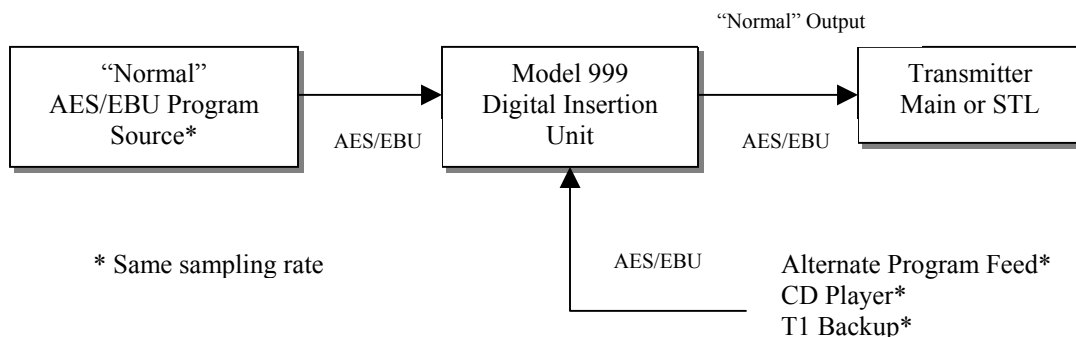 “Normal” Output
“Normal”
AES/EBU Program
Source*
AES/EBU
Model 999
Digital Insertion
Unit
AES/EBU
Transmitter
Main or STL
* Same sampling rate
AES/EBU
Alternate Program Feed*
CD Player*
T1 Backup*